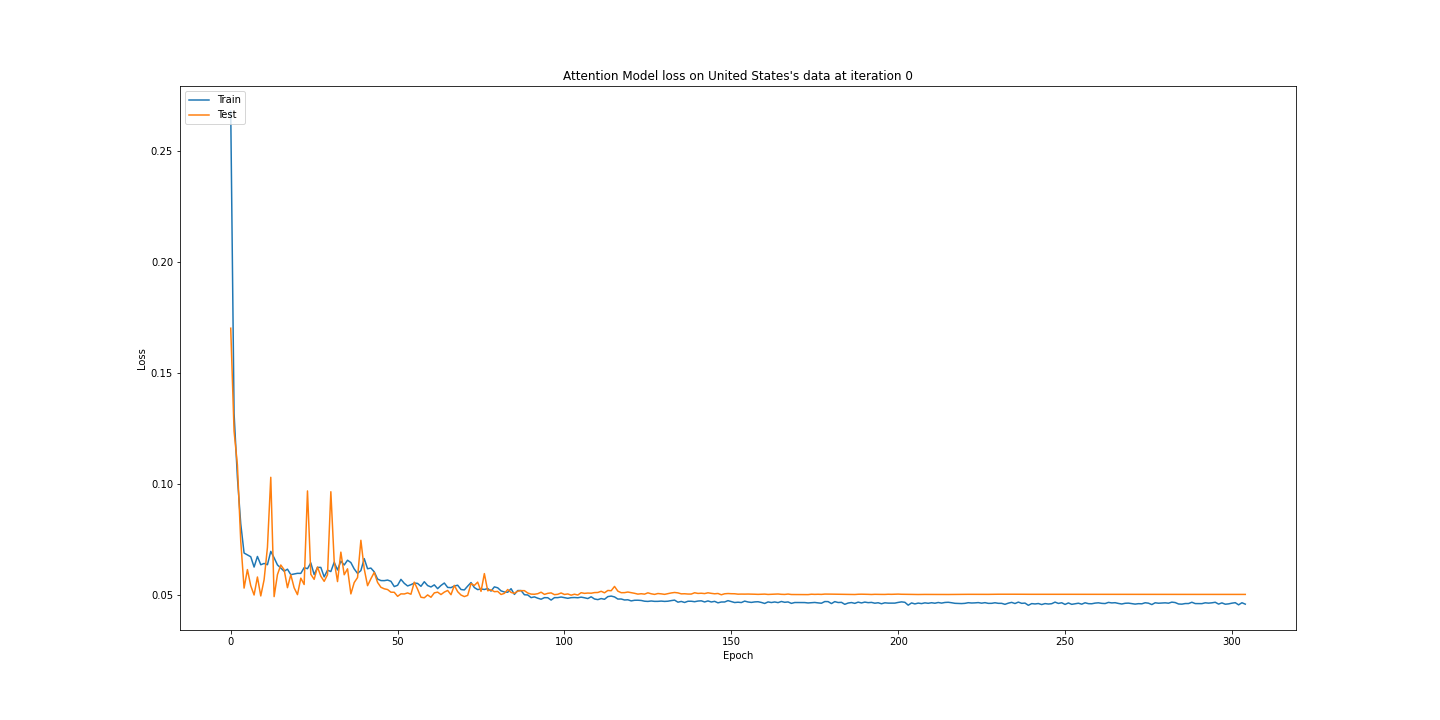 Attention Model loss on United States's data at iteration 0
Train
Test
0.25
0.20
0.15
0.10
0.05
Loss
0 50 100 150 200 250 300
Epoch